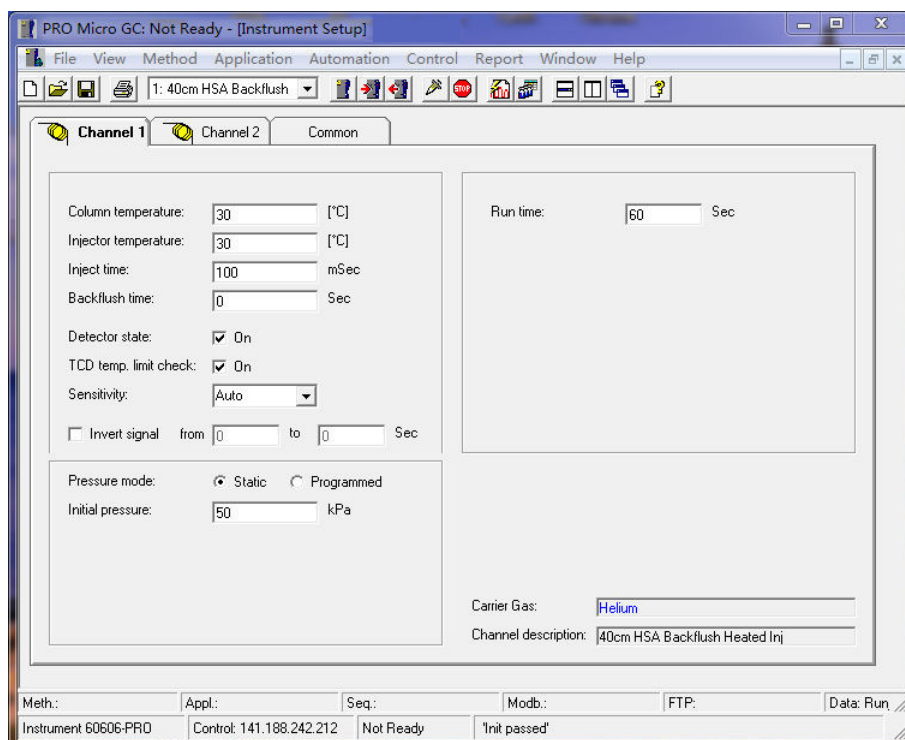 PRO Micro GC: Not Ready - [Instrument Setup]
File View Method Application Automation Control Report Window Help
1: 40cm HSA Backflush
STOP
Channel 1 Channel 2 Common
Column temperature: 30 [°C]
Injector temperature: 30 [°C]
Inject time: 100 mSec
Backflush time: 0 Sec
Detector state: On
TCD temp. limit check: On
Sensitivity: Auto
Invert signal from 0 to 0 Sec
Pressure mode: Static Programmed
Initial pressure: 50 kPa
Run time: 60 Sec
Carrier Gas: Helium
Channel description: 40cm HSA Backflush Heated Inj
Meth.: Appl.: Seq.: Modb.: FTP: Data: Run
Instrument 60606-PRO Control: 141.188.242.212 Not Ready 'Init passed'